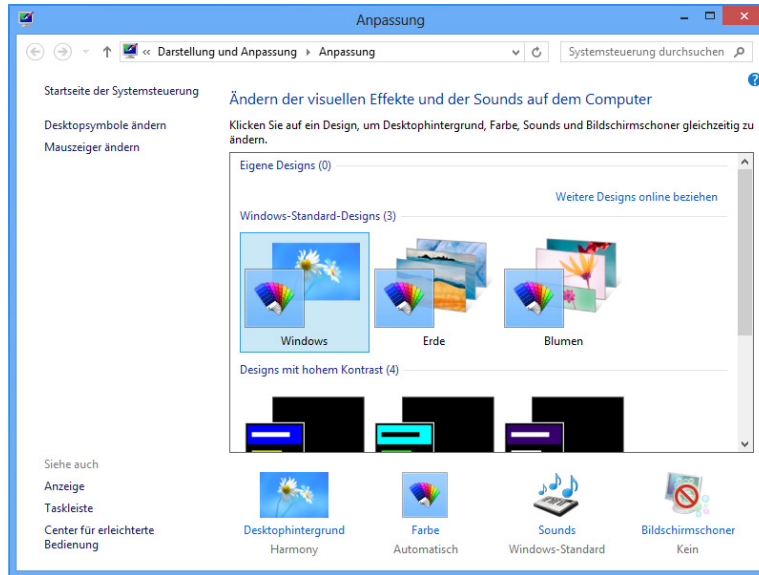 Anpassung
« Darstellung und Anpassung ▸ Anpassung
Systemsteuerung durchsuchen
Startseite der Systemsteuerung
Desktopsymbole ändern
Mauszeiger ändern
Ändern der visuellen Effekte und der Sounds auf dem Computer
Klicken Sie auf ein Design, um Desktophintergrund, Farbe, Sounds und Bildschirmschoner gleichzeitig zu
ändern.
Eigene Designs (0)
Weitere Designs online beziehen
Windows-Standard-Designs (3)
Windows
Erde
Blumen
Designs mit hohem Kontrast (4)
Siehe auch
Anzeige
Taskleiste
Center für erleichterte
Bedienung
Desktophintergrund
Harmony
Farbe
Automatisch
Sounds
Windows-Standard
Bildschirmschoner
Kein